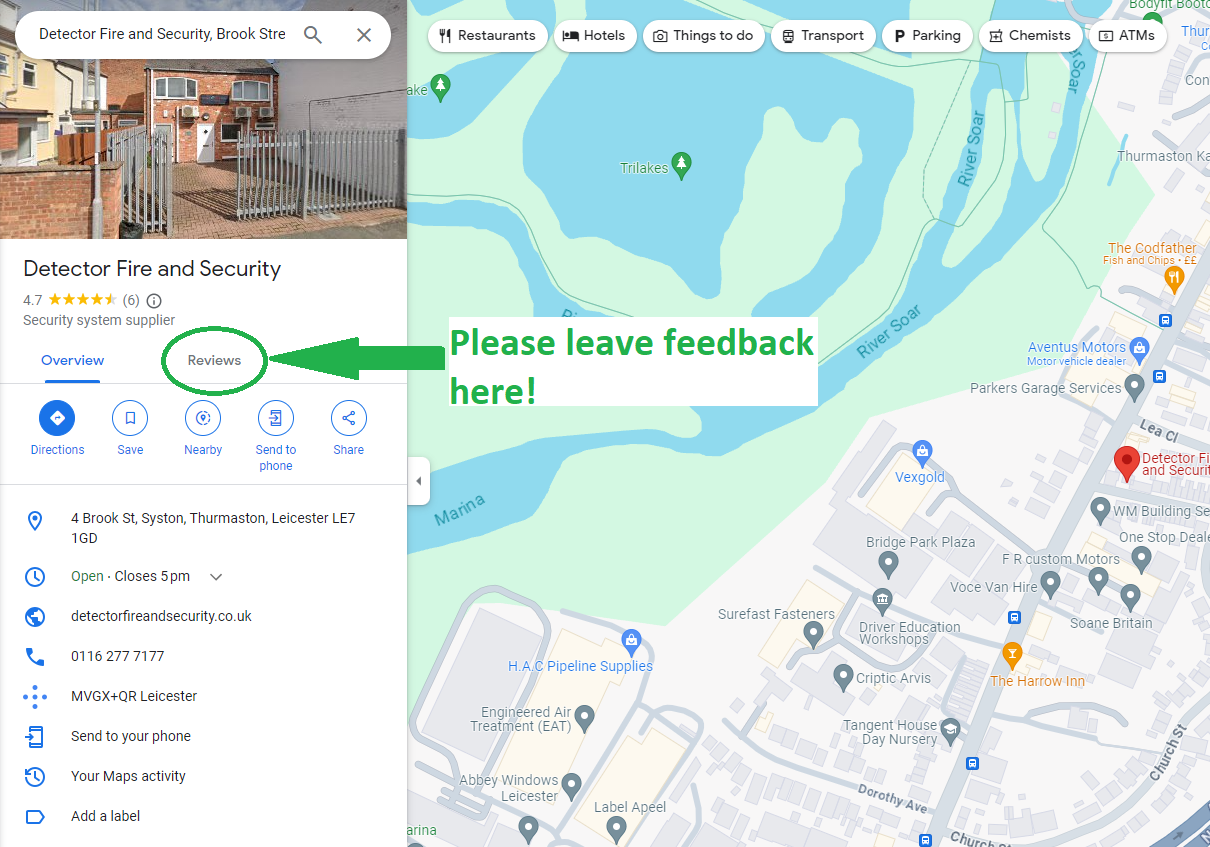 Detector Fire and Security, Brook Stre
Detector Fire and Security
4.7
(6)
Security system supplier
Overview
Reviews
Directions
Save
Nearby
Send to
phone
Share
4 Brook St, Syston, Thurmaston, Leicester LE7
1GD
Open · Closes 5 pm
detectorfireandsecurity.co.uk
0116 277 7177
MVGX+QR Leicester
Send to your phone
Your Maps activity
Add a label
Restaurants
Hotels
Things to do
Transport
Parking
Chemists
ATMs
Please leave feedback
here!
Bodyfit Bootc
Thur
Con
ake
Trilakes
River Soar
Soar
Thurmaston Ka
The Codfather
Fish and Chips • ££
Ri
River Soar
Aventus Motors
Motor vehicle dealer
Parkers Garage Services
Lea Cl
Detector Fi
and Securit
Vexgold
Marina
WM Building Se
One Stop Deale
Bridge Park Plaza
F R custom Motors
Voce Van Hire
Surefast Fasteners
Driver Education
Workshops
Soane Britain
H.A.C Pipeline Supplies
Criptic Arvis
The Harrow Inn
Engineered Air
Treatment (EAT)
Tangent House
Day Nursery
Church St
Abbey Windows
Leicester
Dorothy Ave
Label Apeel
arina
Church St